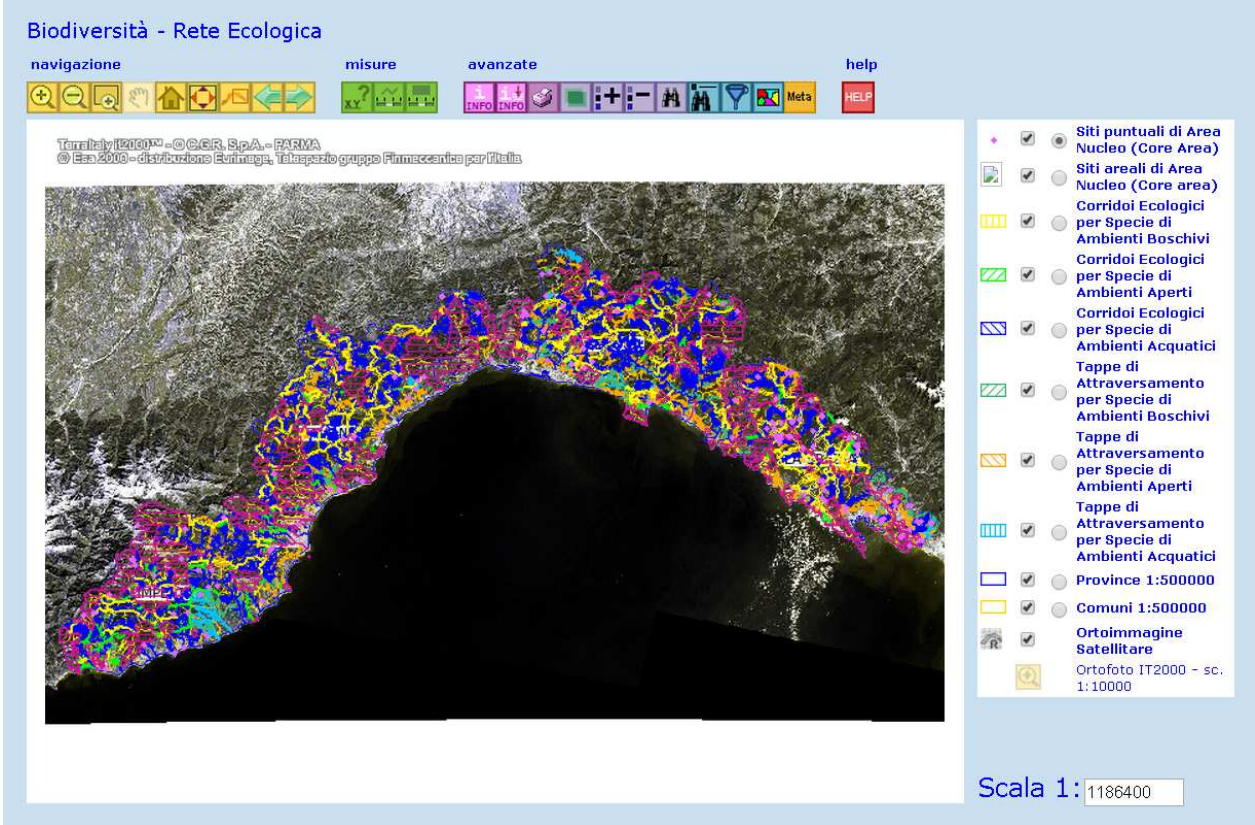 Biodiversità - Rete Ecologica
navigazione
misure
avanzate
help
XY?
i
INFO
i
INFO
Meta
HELP
TerraItaly it2000™ - © C.G.R. S.p.A. - PARMA
© Esa 2000 - distribuzione Eurimage, Telespazio gruppo Finmeccanica per l'Italia
Siti puntuali di Area
Nucleo (Core Area)
Siti areali di Area
Nucleo (Core area)
Corridoi Ecologici
per Specie di
Ambienti Boschivi
Corridoi Ecologici
per Specie di
Ambienti Aperti
Corridoi Ecologici
per Specie di
Ambienti Acquatici
Tappe di
Attraversamento
per Specie di
Ambienti Boschivi
Tappe di
Attraversamento
per Specie di
Ambienti Aperti
Tappe di
Attraversamento
per Specie di
Ambienti Acquatici
Province 1:500000
Comuni 1:500000
R
Ortoimmagine
Satellitare
Ortofoto IT2000 - sc.
1:10000
Scala 1: 1186400